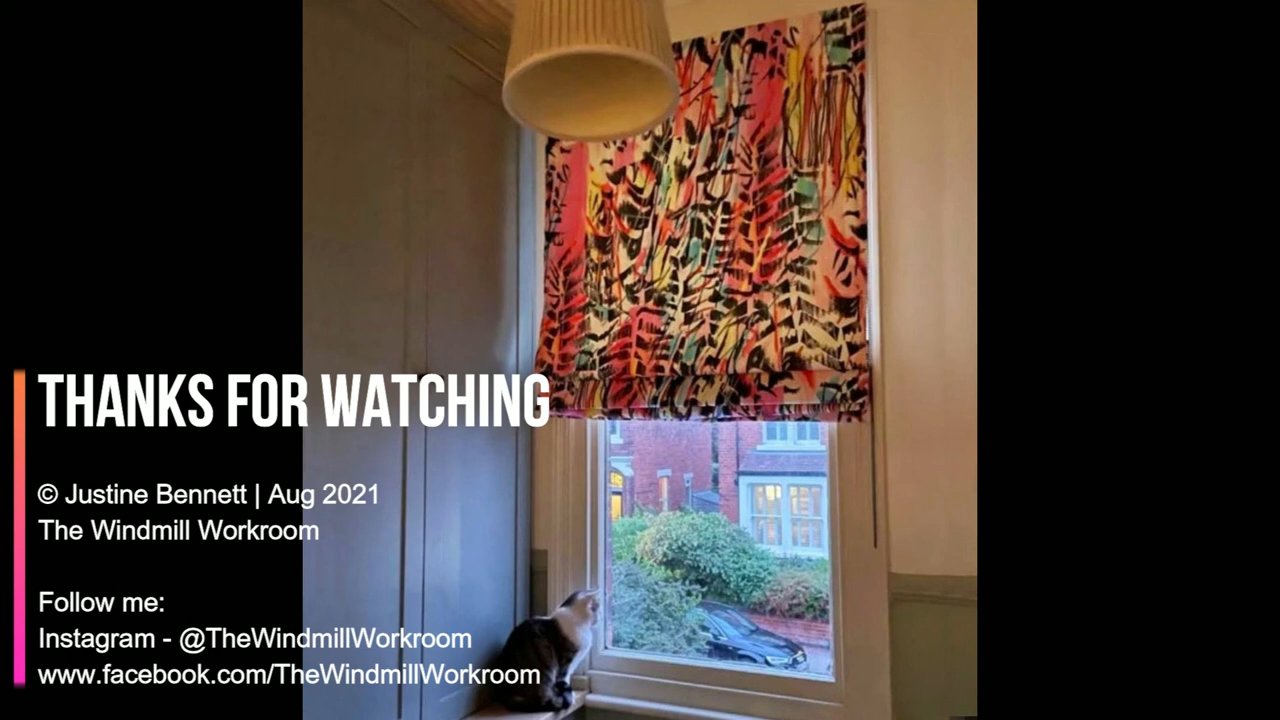 THANKS FOR WATCHING
© Justine Bennett | Aug 2021
The Windmill Workroom
Follow me:
Instagram - @TheWindmillWorkroom
www.facebook.com/TheWindmillWorkroom